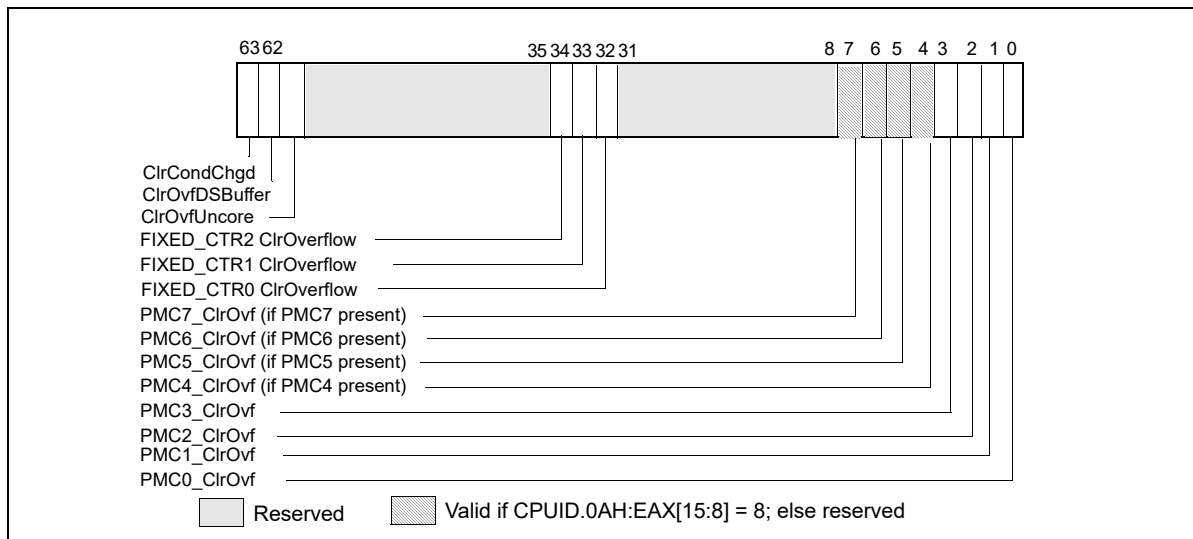 63 62 35 34 33 32 31 8 7 6 5 4 3 2 1 0
ClrCondChgd
ClrOvfDSBuffer
ClrOvfUncore
FIXED_CTR2 ClrOverflow
FIXED_CTR1 ClrOverflow
FIXED_CTR0 ClrOverflow
PMC7_ClrOvf (if PMC7 present)
PMC6_ClrOvf (if PMC6 present)
PMC5_ClrOvf (if PMC5 present)
PMC4_ClrOvf (if PMC4 present)
PMC3_ClrOvf
PMC2_ClrOvf
PMC1_ClrOvf
PMC0_ClrOvf
Reserved Valid if CPUID.0AH:EAX[15:8] = 8; else reserved